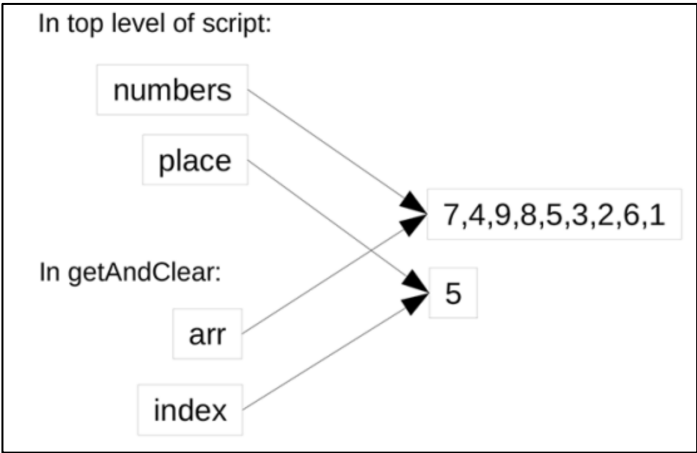 In top level of script:
numbers
place
7,4,9,8,5,3,2,6,1
In getAndClear:
5
arr
index